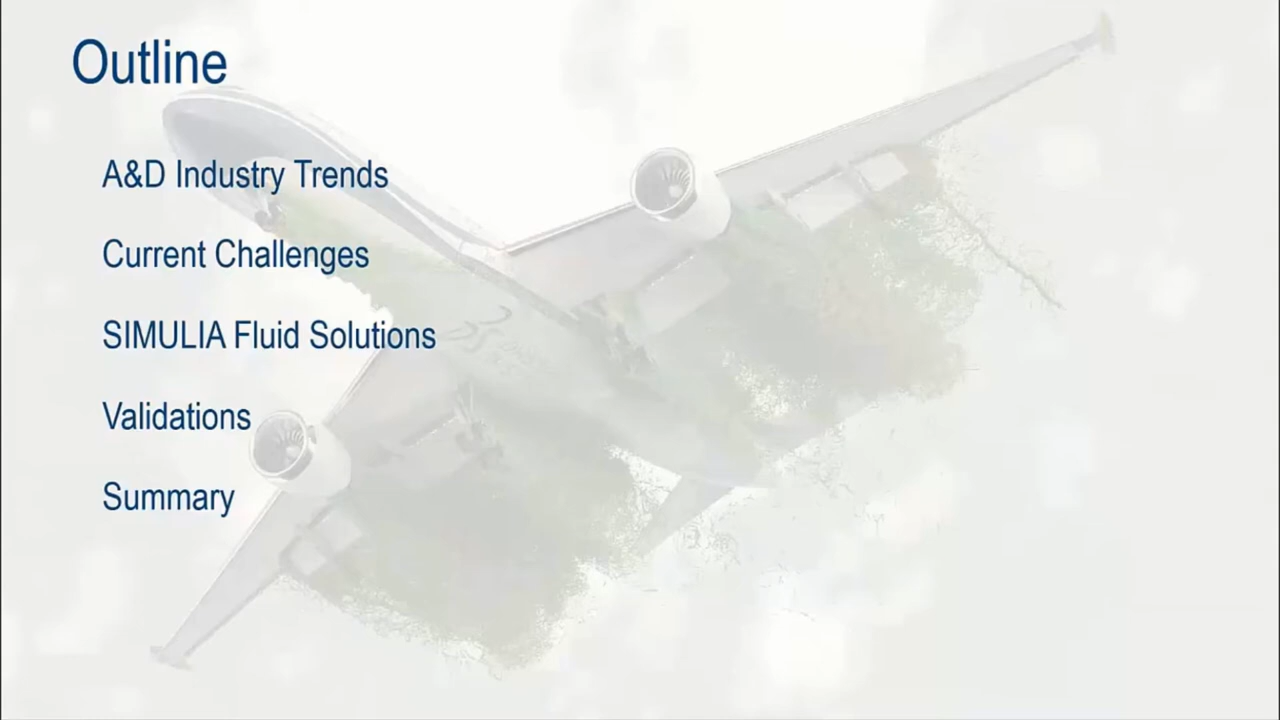 Outline
A&D Industry Trends
Current Challenges
SIMULIA Fluid Solutions
Validations
Summary